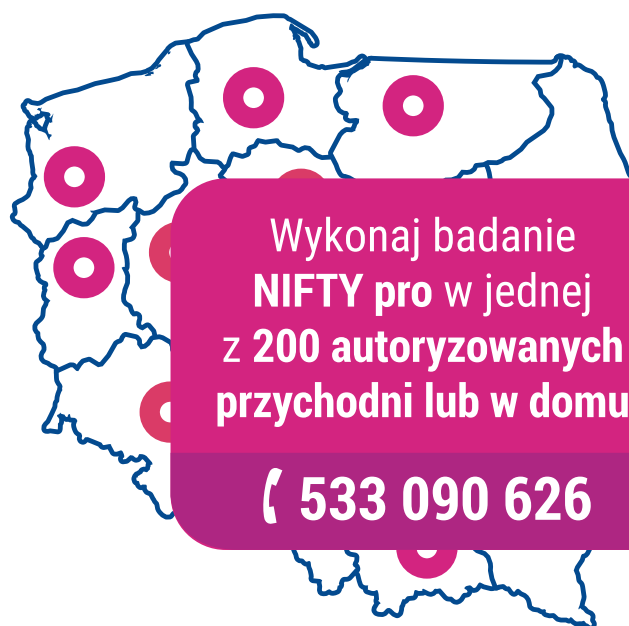 Wykonaj badanie
NIFTY pro w jednej
z 200 autoryzowanych
przychodni lub w domu
533 090 626